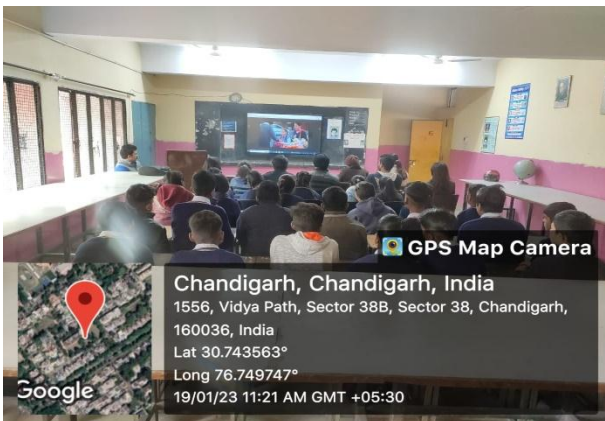 GPS Map Camera
Chandigarh, Chandigarh, India
1556, Vidya Path, Sector 38B, Sector 38, Chandigarh,
160036, India
Lat 30.743563°
Long 76.749747°
19/01/23 11:21 AM GMT +05:30
Google